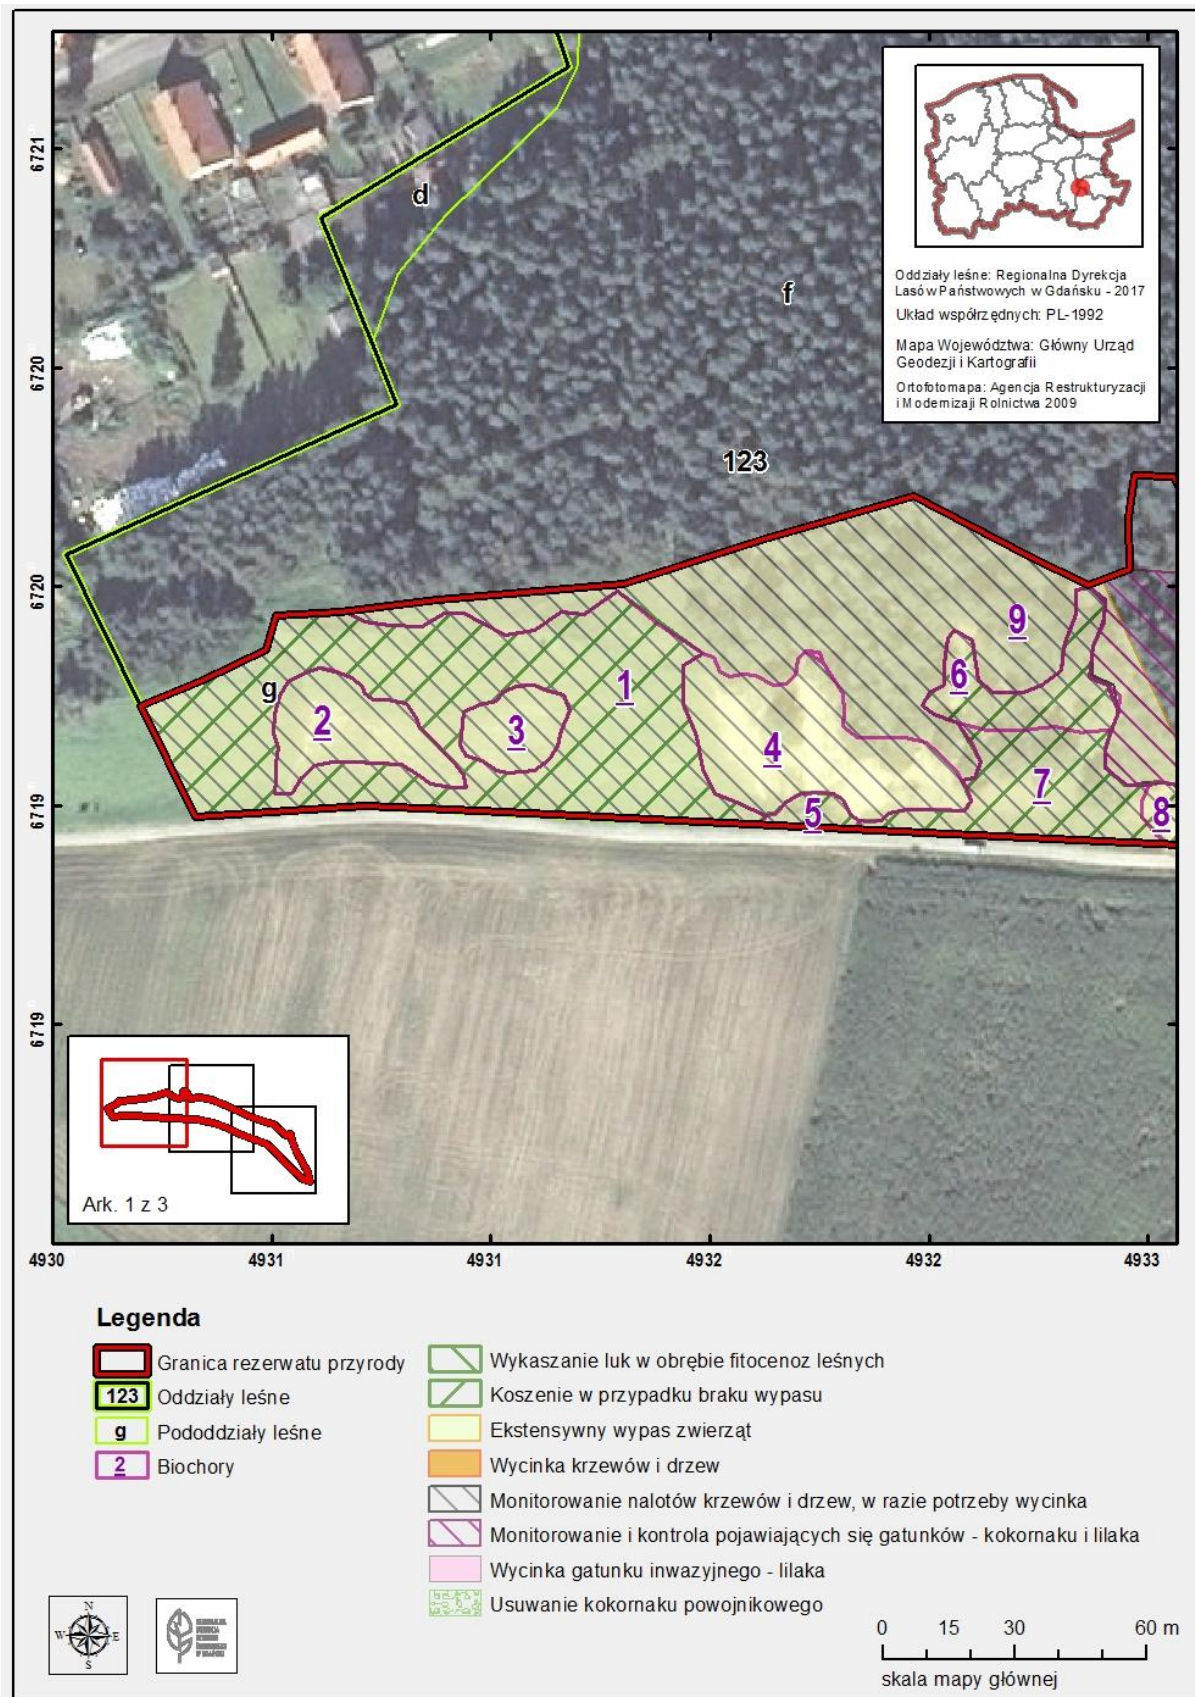 Oddziały leśne: Regionalna Dyrekcja
Lasów Państwowych w Gdańsku - 2017
Układ współrzędnych: PL-1992
Mapa Województwa: Główny Urząd
Geodezji i Kartografii
Ortofotomapa: Agencja Restrukturyzacji
i Modernizaji Rolnictwa 2009
6721
d
f
6720
123
6720
9
6
1
g
2
3
4
7
5
8
6719
6719
Ark. 1 z 3
4930 4931 4931 4932 4932 4933
Legenda
Granica rezerwatu przyrody
123 Oddziały leśne
g Pododdziały leśne
2 Biochory
Wykaszanie luk w obrębie fitocenoz leśnych
Koszenie w przypadku braku wypasu
Ekstensywny wypas zwierząt
Wycinka krzewów i drzew
Monitorowanie nalotów krzewów i drzew, w razie potrzeby wycinka
Monitorowanie i kontrola pojawiających się gatunków - kokornaku i lilaka
Wycinka gatunku inwazyjnego - lilaka
Usuwanie kokornaku powojnikowego
N
W E
S
0 15 30 60 m
skala mapy głównej